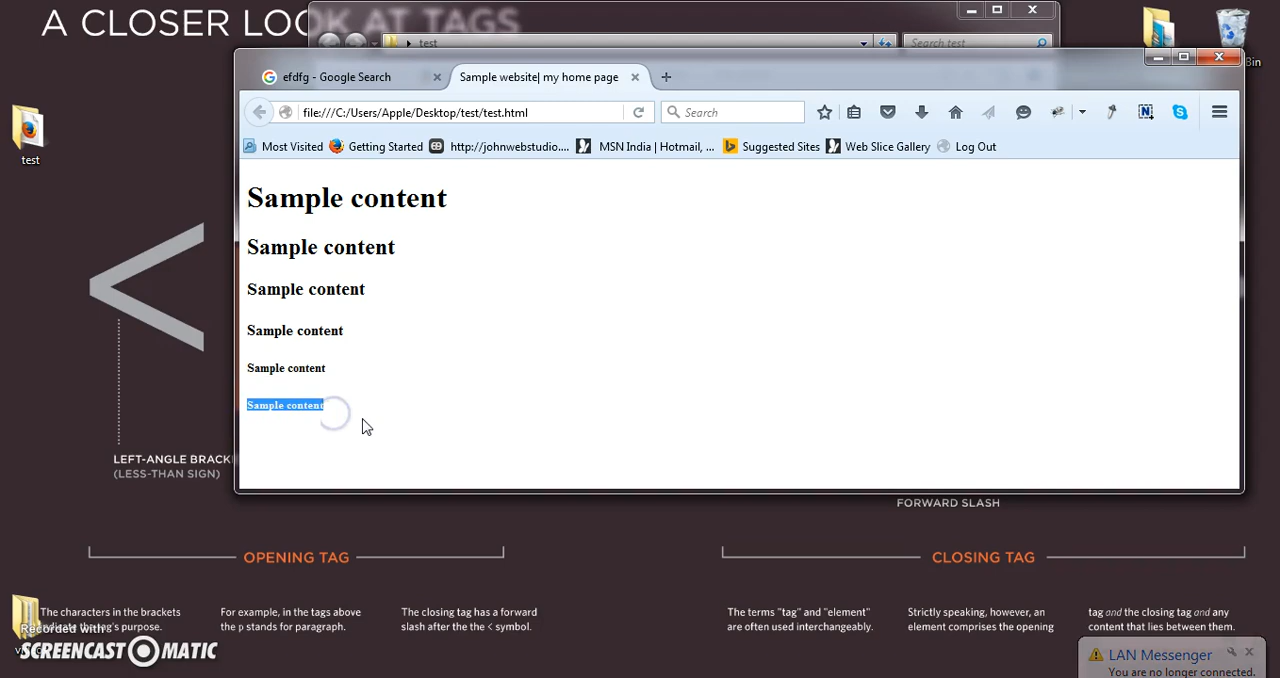 A CLOSER LOOK AT TAGS
test
Search test
Bin
efdfg - Google Search
Sample website| my home page
file:///C:/Users/Apple/Desktop/test/test.html
Search
Most Visited
Getting Started
http://johnwebstudio....
MSN India | Hotmail, ...
Suggested Sites
Web Slice Gallery
Log Out
test
Sample content
Sample content
Sample content
Sample content
Sample content
Sample content
<
LEFT-ANGLE BRACK
(LESS-THAN SIGN)
FORWARD SLASH
OPENING TAG
CLOSING TAG
The characters in the brackets
tag's purpose.
For example, in the tags above
the p stands for paragraph.
The closing tag has a forward
slash after the the < symbol.
The terms "tag" and "element"
are often used interchangeably.
Strictly speaking, however, an
element comprises the opening
tag and the closing tag and any
content that lies between them.
Recorded with
SCREENCAST MATIC
LAN Messenger
You are no longer connected.